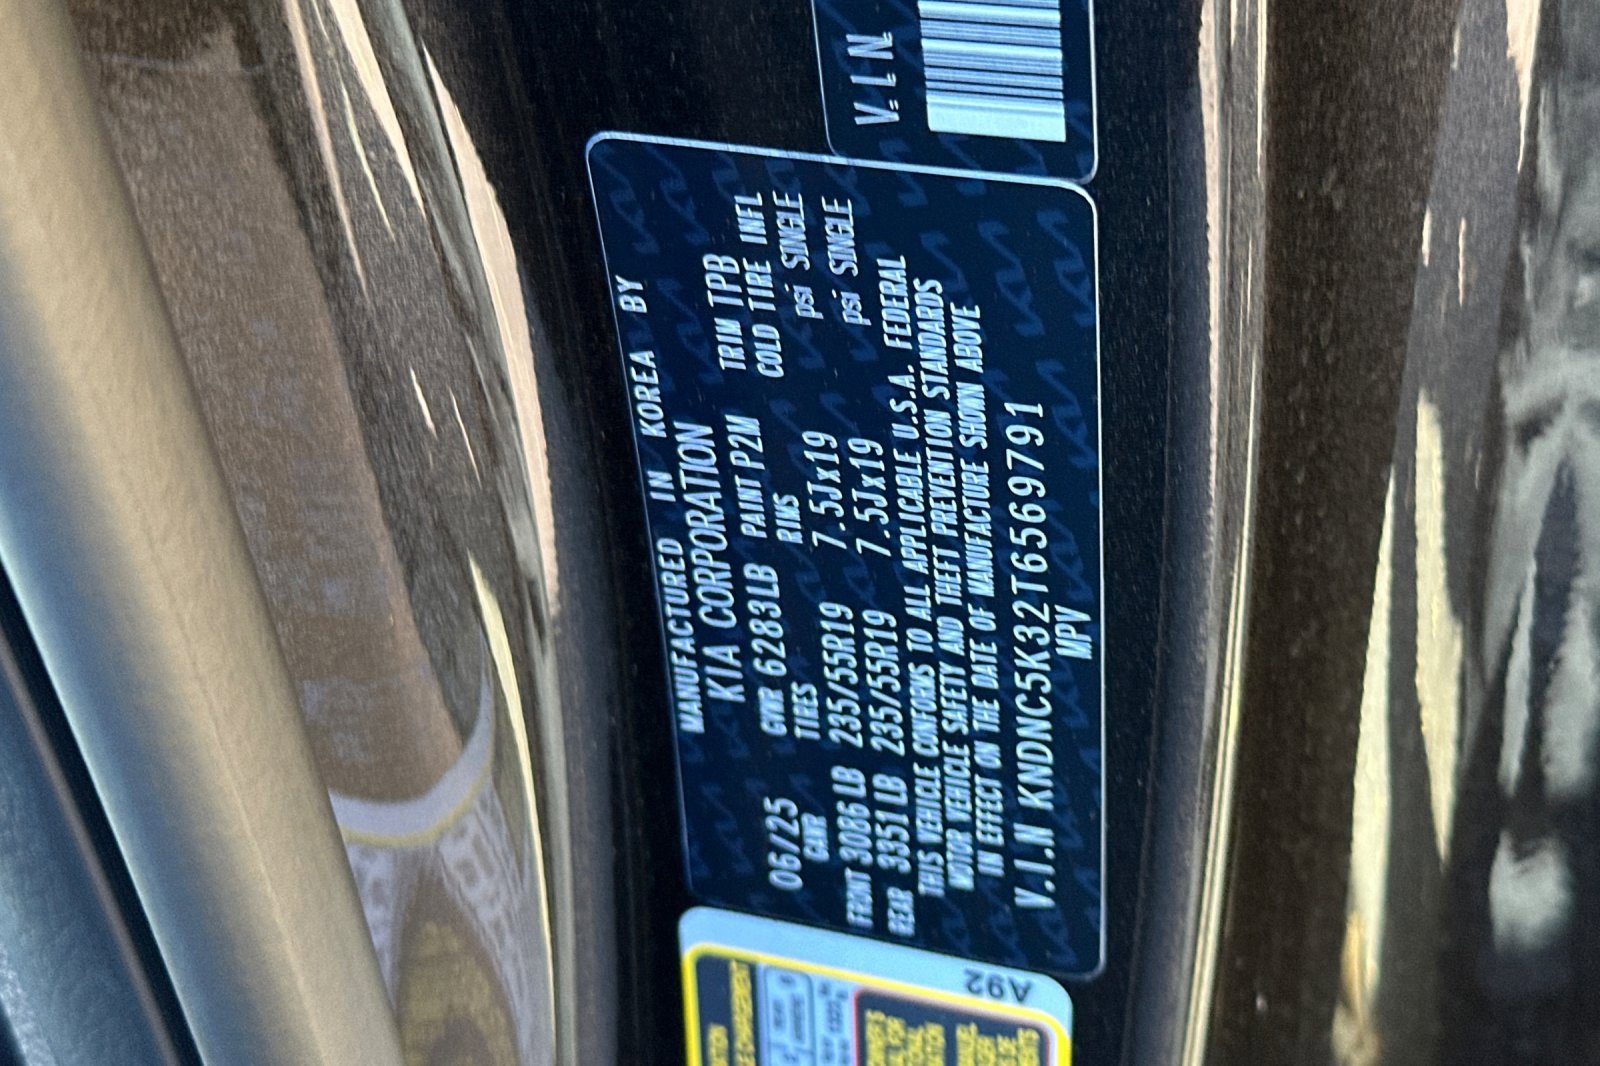 MANUFACTURED IN KOREA BY
KIA CORPORATION
06/25 GVWR 6283LB PAINT P2M TRIM TPB
GAWR TIRES RIMS COLD TIRE INFL
FRONT 3086 LB 235/55R19 7.5Jx19 psi SINGLE
REAR 3351 LB 235/55R19 7.5Jx19 psi SINGLE
THIS VEHICLE CONFORMS TO ALL APPLICABLE U.S.A. FEDERAL
MOTOR VEHICLE SAFETY AND THEFT PREVENTION STANDARDS
IN EFFECT ON THE DATE OF MANUFACTURE SHOWN ABOVE
V.I.N KNDNC5K32T6569791
MPV
V.I.N.
A92